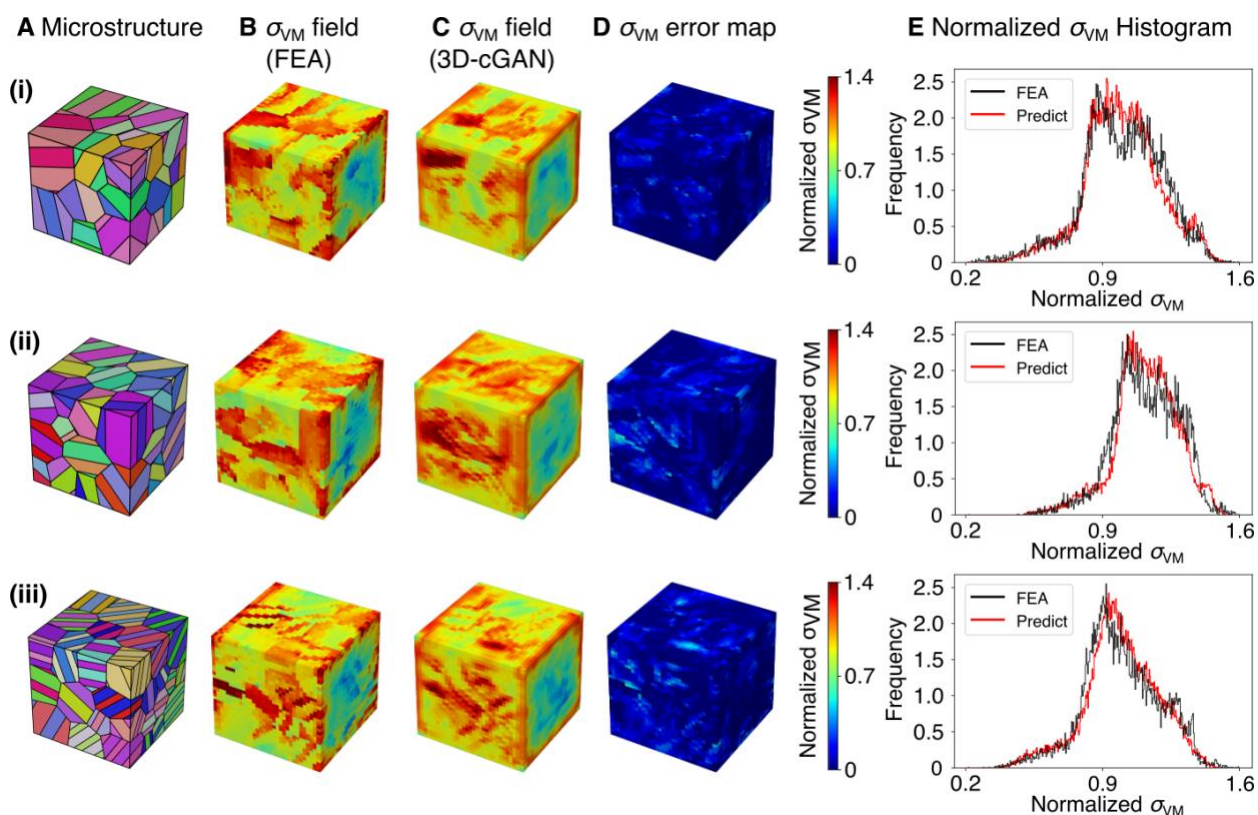 A Microstructure
B σVM field
(FEA)
C σVM field
(3D-cGAN)
D σVM error map
E Normalized σVM Histogram
(i)
1.4
0.7
0
Normalized σVM
2.5
2.0
1.5
1.0
0.5
0
Frequency
FEA
Predict
0.2
0.9
1.6
Normalized σVM
(ii)
1.4
0.7
0
Normalized σVM
2.5
2.0
1.5
1.0
0.5
0
Frequency
FEA
Predict
0.2
0.9
1.6
Normalized σVM
(iii)
1.4
0.7
0
Normalized σVM
2.5
2.0
1.5
1.0
0.5
0
Frequency
FEA
Predict
0.2
0.9
1.6
Normalized σVM